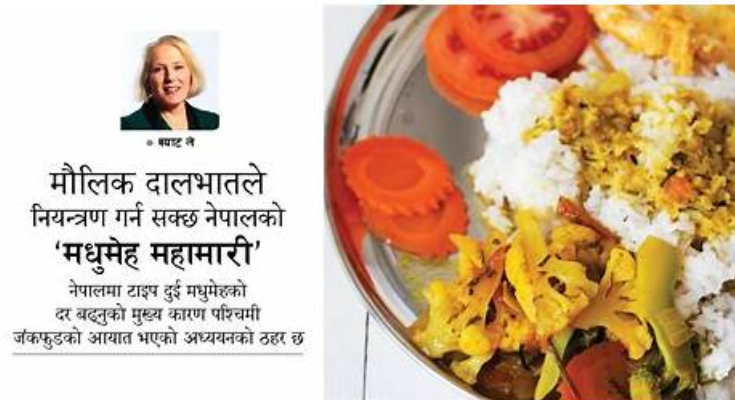 मौलिक दालभातले
नियन्त्रण गर्न सक्छ नेपालको
‘मधुमेह महामारी’
नेपालमा टाइप दुई मधुमेहको
दर बढ्नुको मुख्य कारण पश्चिमी
जंकफुडको आयात भएको अध्ययनको ठहर छ